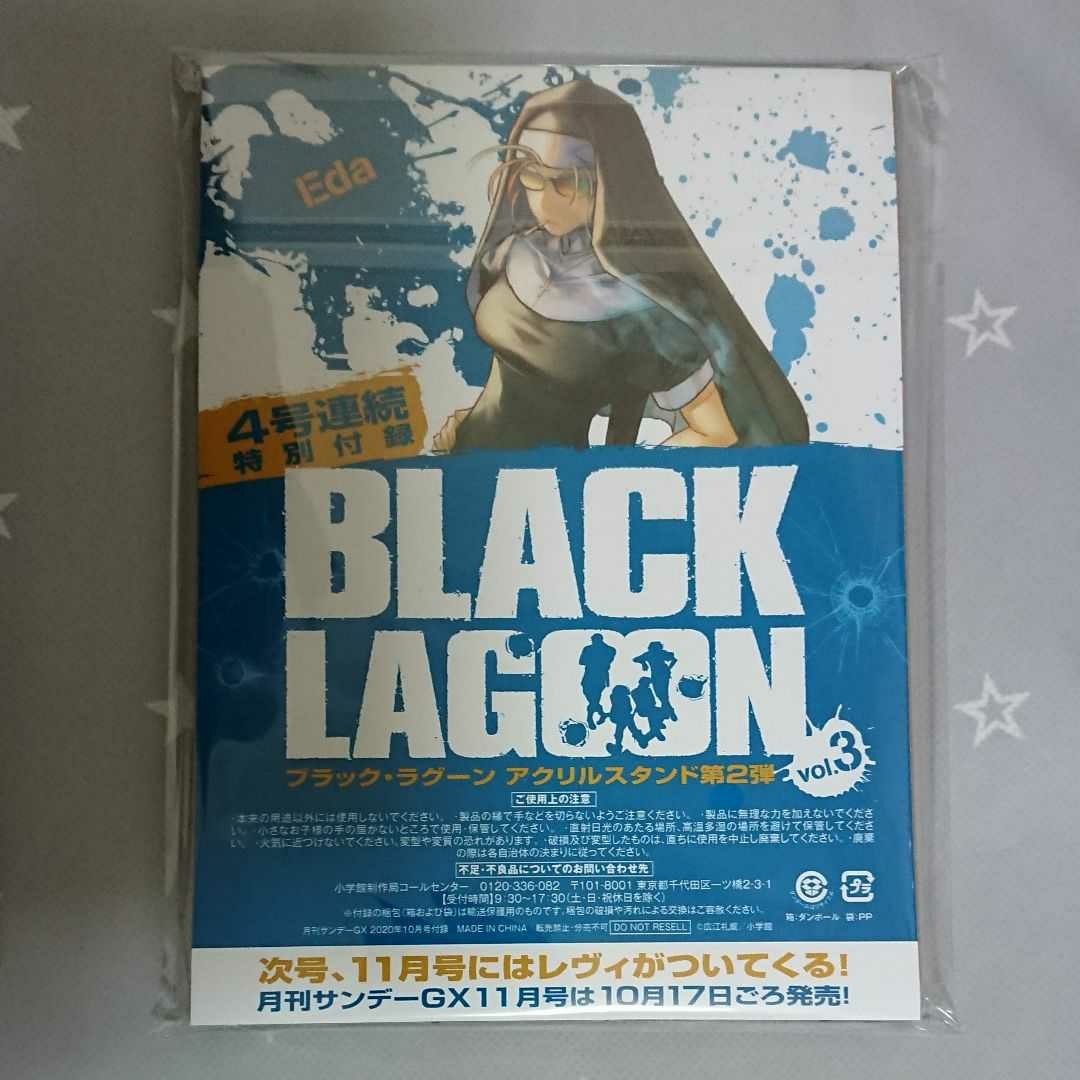 Eda
4号連続
特別付録
BLACK
LAGOON
ブラック・ラグーン アクリルスタンド第2弾
vol.3
ご使用上の注意
・本来の用途以外には使用しないでください。 ・製品の縁で手などを切らないようご注意ください。 ・製品に無理な力を加えないでくださ
い。 ・小さなお子様の手の届かないところで使用・保管してください。 ・直射日光のあたる場所、高温多湿の場所を避けて保管してくださ
い。 ・火気に近づけないでください。変型や変質の恐れがあります。 ・破損及び変型したものは、直ちに使用を中止し廃棄してください。 ・廃棄
の際は各自治体の決まりに従ってください。
不足・不良品についてのお問い合わせ先
小学館制作局コールセンター 0120-336-082 〒101-8001 東京都千代田区一ツ橋2-3-1
【受付時間】9:30~17:30(土・日・祝休日を除く)
※付録の梱包(箱および袋)は輸送保護用のものです。梱包の破損や汚れによる交換はご容赦ください。
月刊サンデーGX 2020年10月号付録 MADE IN CHINA 転売禁止・分売不可 DO NOT RESELL ©広江礼威/小学館
プラ
箱:ダンボール 袋:PP
次号、11月号にはレヴィがついてくる!
月刊サンデーGX11月号は10月17日ごろ発売!